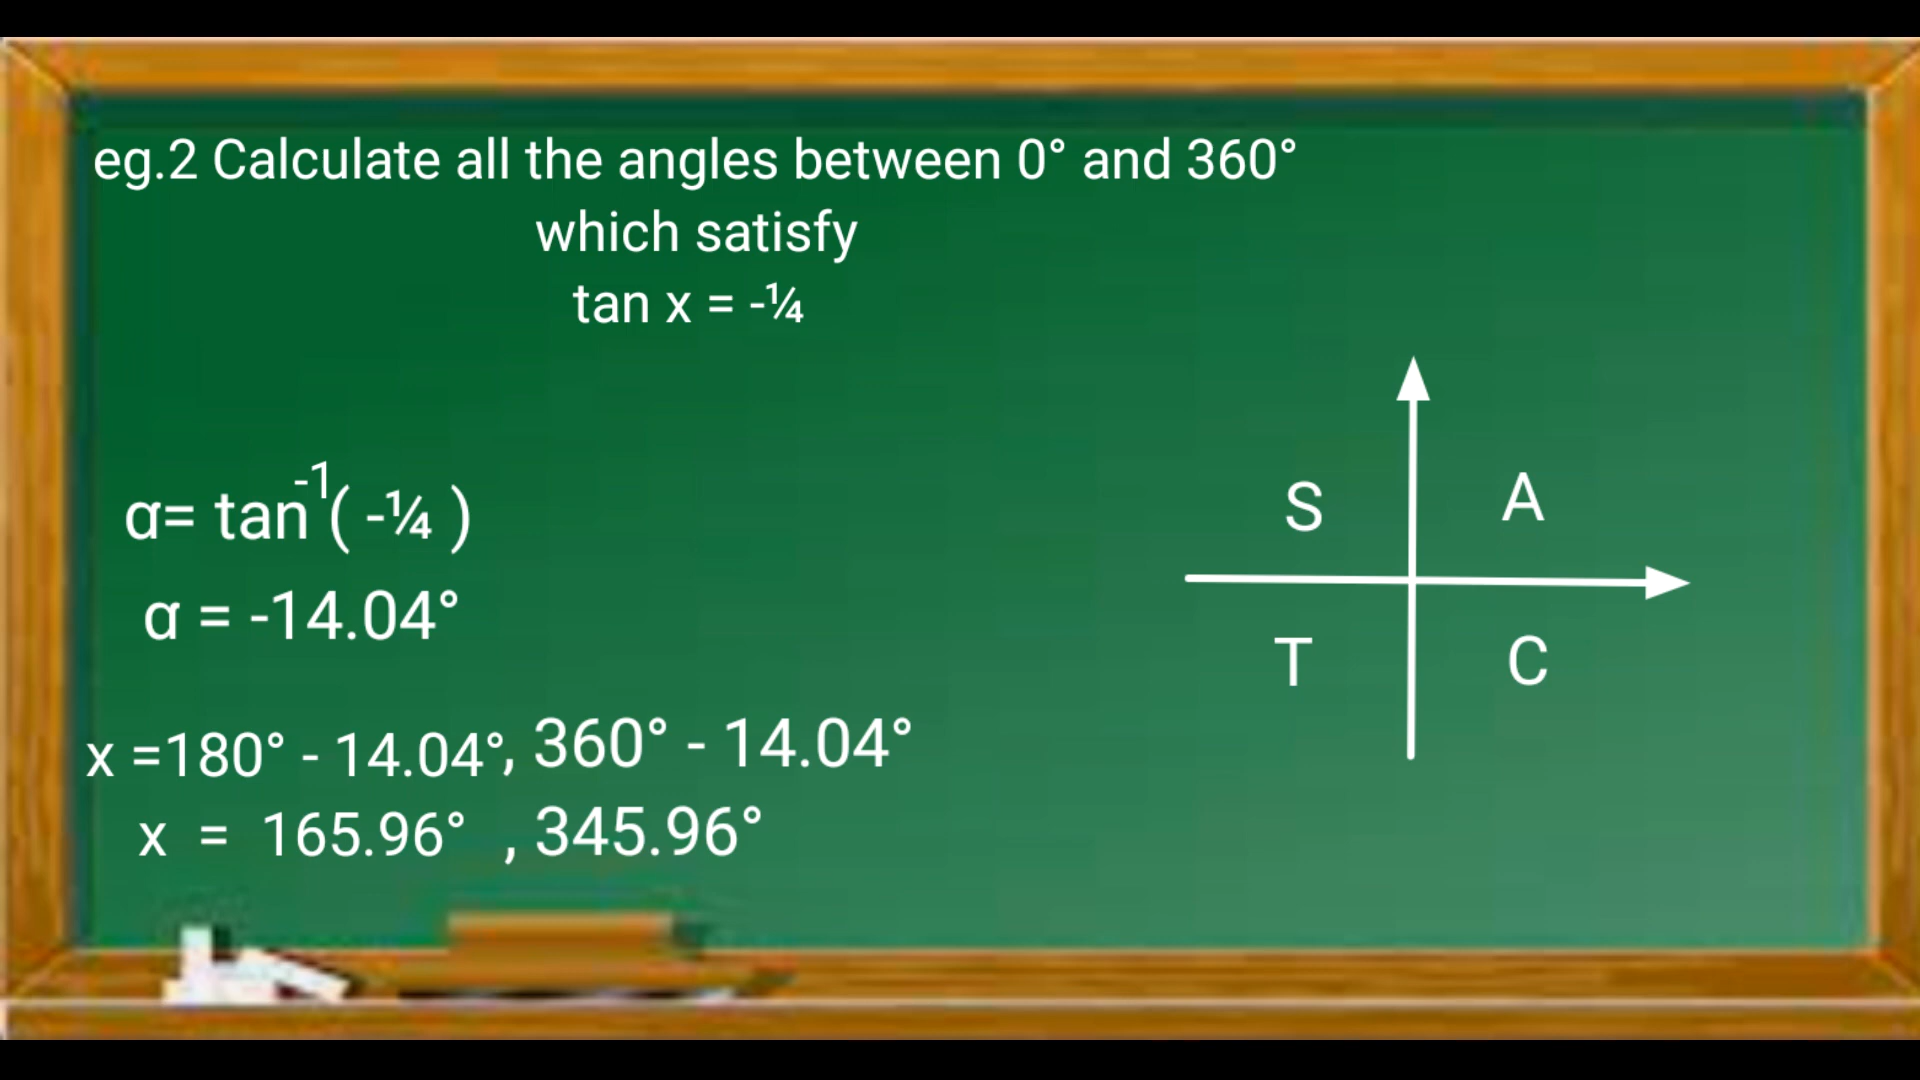 eg.2 Calculate all the angles between 0° and 360°
which satisfy
tan x = -¼
S A
α= tan⁻¹( -¼ )
α = -14.04°
T C
x =180° - 14.04°, 360° - 14.04°
x = 165.96° , 345.96°